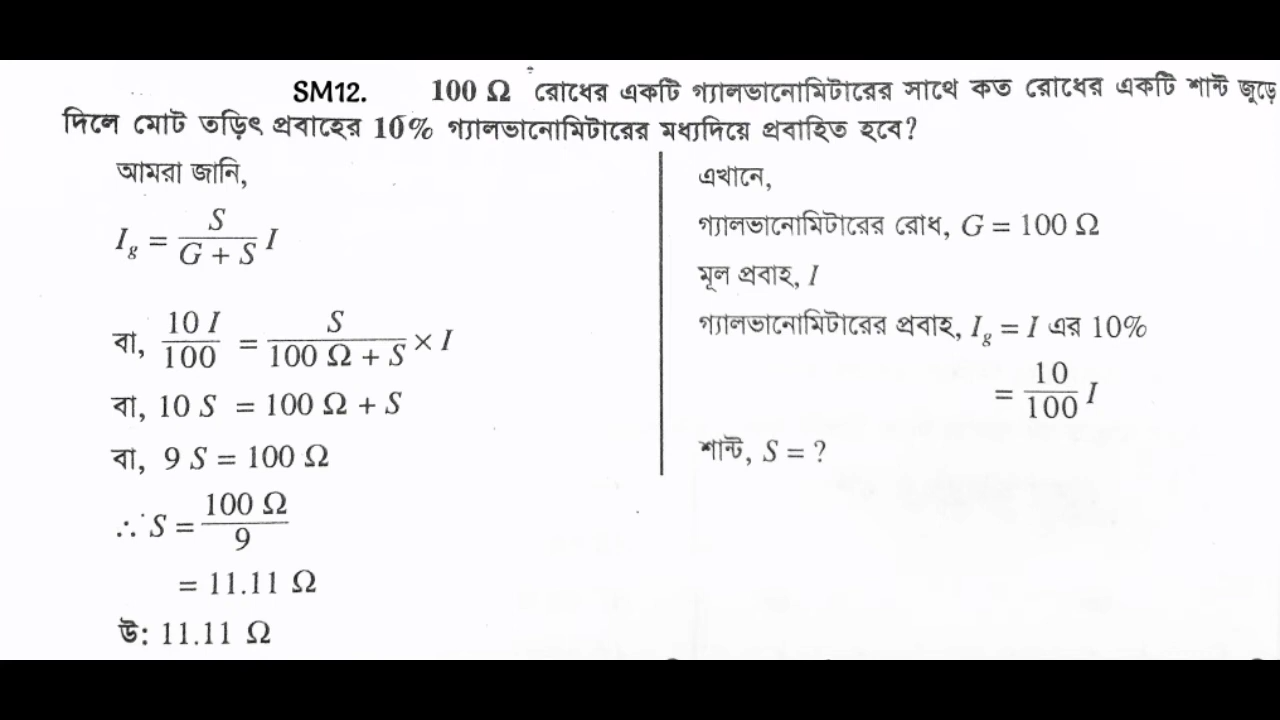 SM12. 100 Ω রোধের একটি গ্যালভানোমিটারের সাথে কত রোধের একটি শান্ট জুড়ে
দিলে মোট তড়িৎ প্রবাহের 10% গ্যালভানোমিটারের মধ্যদিয়ে প্রবাহিত হবে?
আমরা জানি,
I_g = S/(G + S) I
বা, 10 I/100 = S/(100 Ω + S) × I
বা, 10 S = 100 Ω + S
বা, 9 S = 100 Ω
∴ S = 100 Ω/9
= 11.11 Ω
উ: 11.11 Ω
এখানে,
গ্যালভানোমিটারের রোধ, G = 100 Ω
মূল প্রবাহ, I
গ্যালভানোমিটারের প্রবাহ, I_g = I এর 10%
= 10/100 I
শান্ট, S = ?